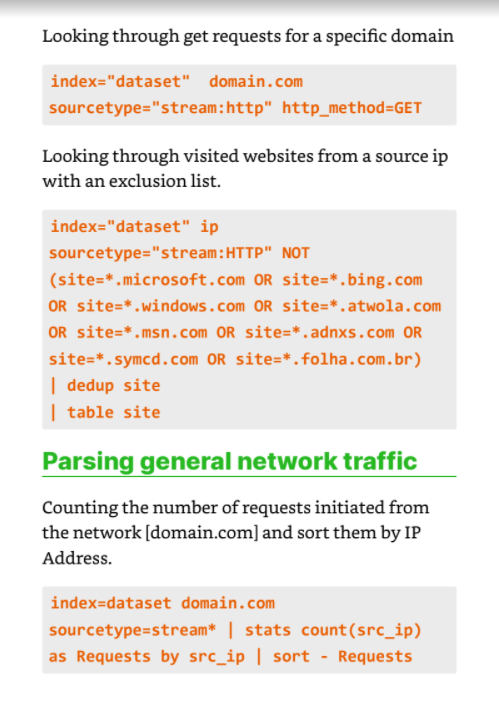 Looking through get requests for a specific domain
index="dataset"  domain.com
sourcetype="stream:http" http_method=GET
Looking through visited websites from a source ip
with an exclusion list.
index="dataset" ip
sourcetype="stream:HTTP" NOT
(site=*.microsoft.com OR site=*.bing.com
OR site=*.windows.com OR site=*.atwola.com
OR site=*.msn.com OR site=*.adnxs.com OR
site=*.symcd.com OR site=*.folha.com.br)
| dedup site
| table site
Parsing general network traffic
Counting the number of requests initiated from
the network [domain.com] and sort them by IP
Address.
index=dataset domain.com
sourcetype=stream* | stats count(src_ip)
as Requests by src_ip | sort - Requests